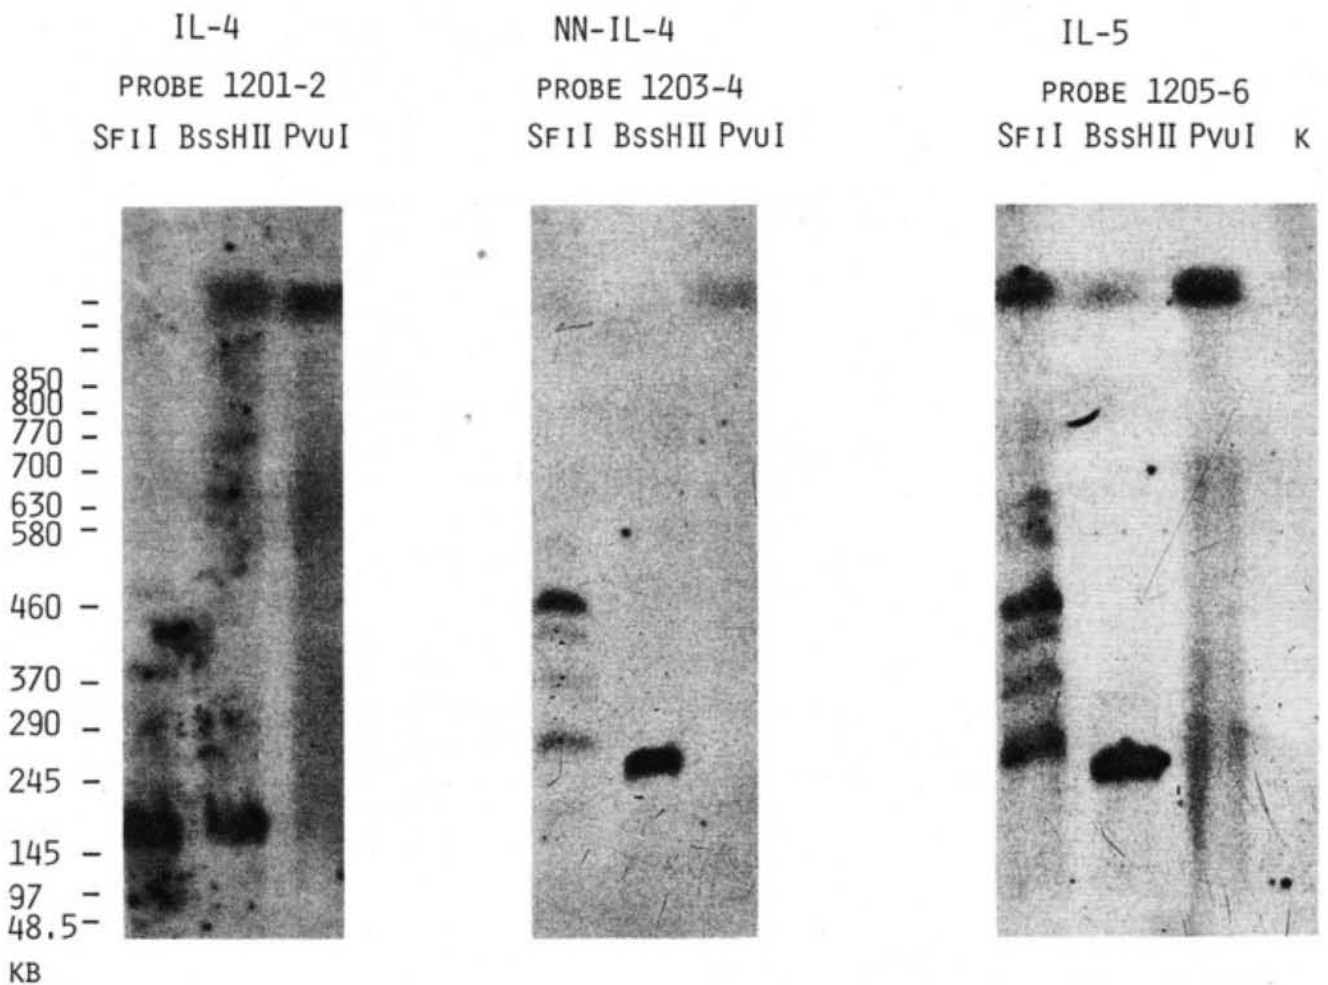 IL-4
PROBE 1201-2
SFII BSSHII PVUI
NN-IL-4
PROBE 1203-4
SFII BSSHII PVUI
IL-5
PROBE 1205-6
SFII BSSHII PVUI K
850
800
770
700
630
580
460
370
290
245
145
97
48.5
KB